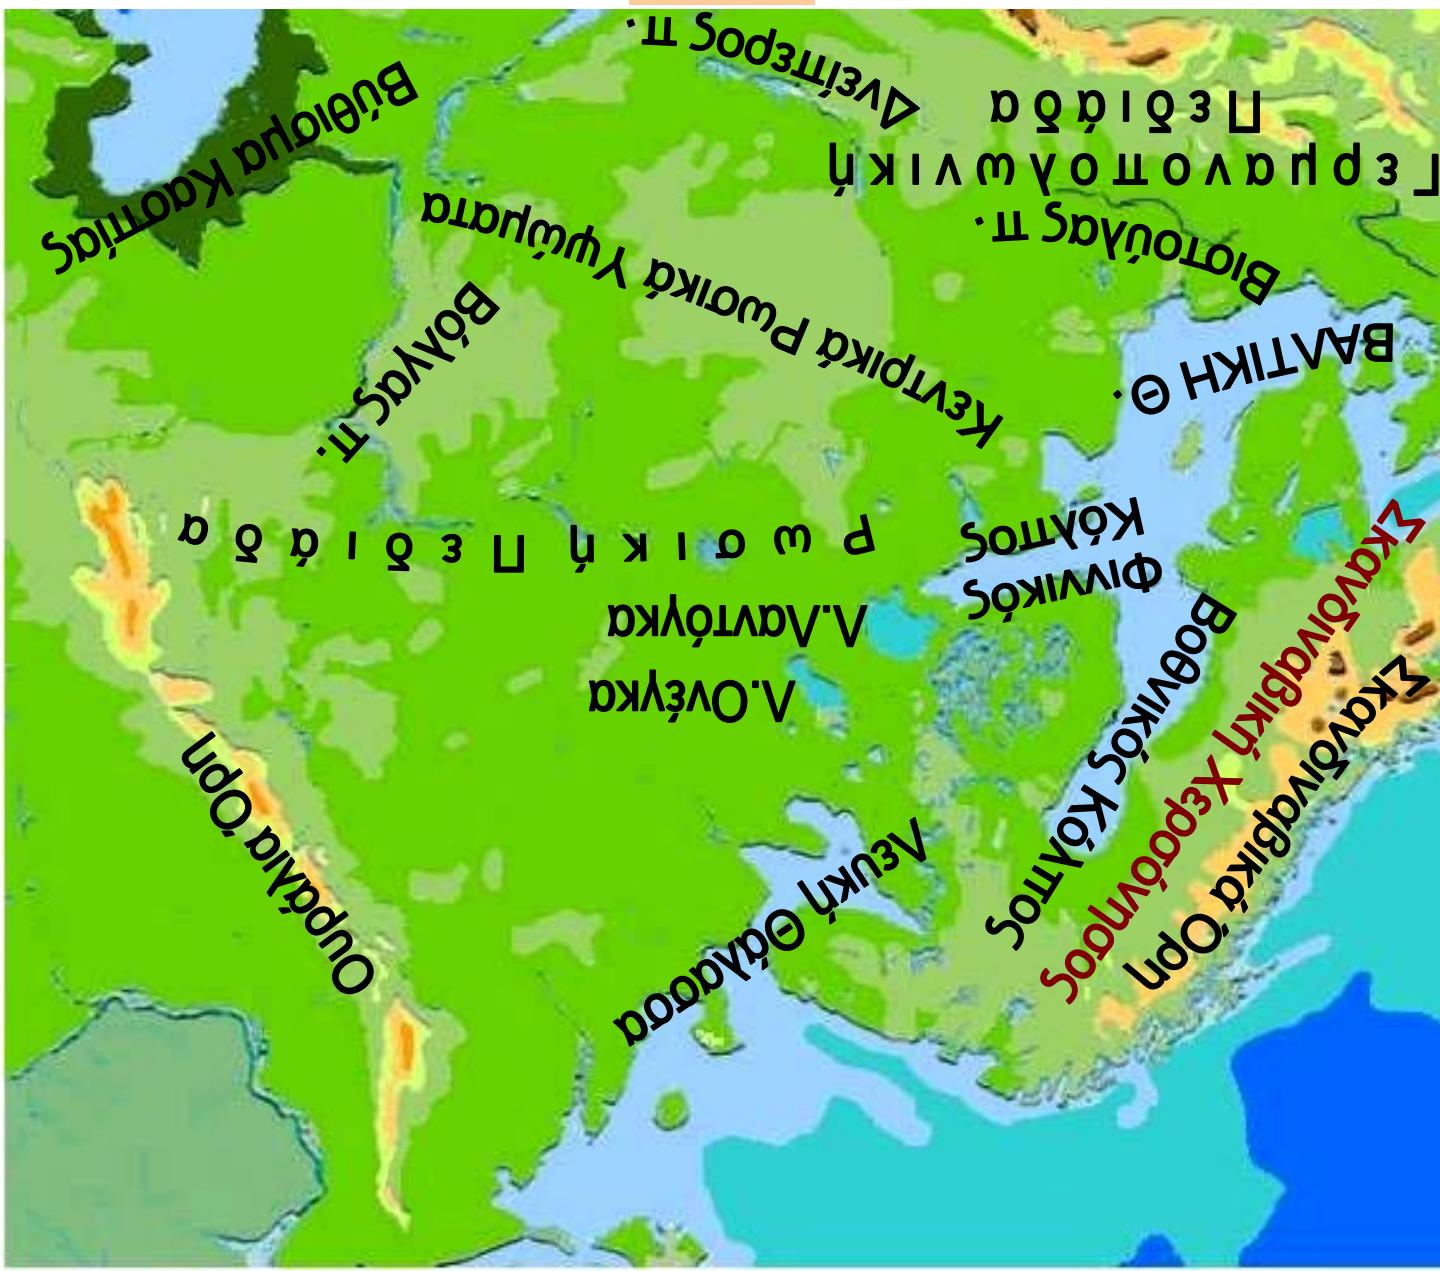 Σκανδιναβικά Όρη
Σκανδιναβική Χερσόνησος
Λευκή Θάλασσα
Βοθνικός Κόλπος
Ουράλια Όρη
Λ.Ονέγκα
Λ.Λαντόγκα
Φιννικός
Κόλπος
Ρωσική Πεδιάδα
ΒΑΛΤΙΚΗ Θ.
Κεντρικά Ρωσικά Υψώματα
Βόλγας π.
Βιστούλας π.
Γερμανοπολωνική
Πεδιάδα
Βύθισμα Κασπίας
Δνείπερος π.